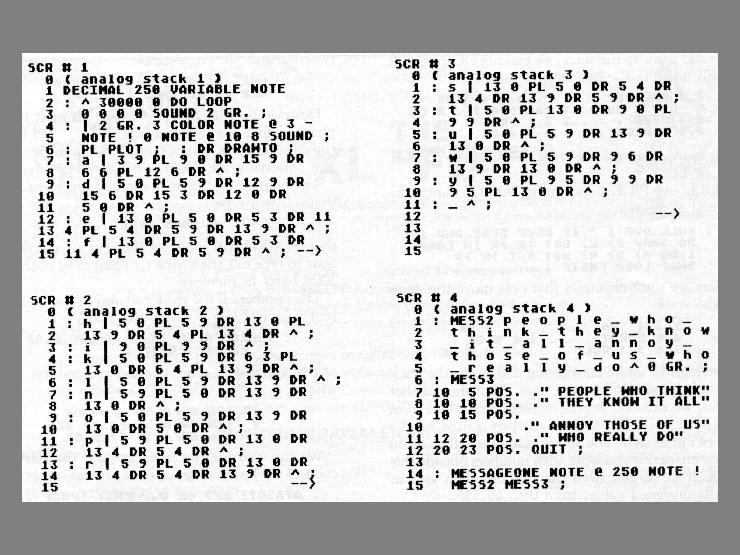 SCR # 1
0 ( analog stack 1 )
1 DECIMAL 250 VARIABLE NOTE
2 : ^ 30000 0 DO LOOP
3 0 0 0 0 SOUND 2 GR. ;
4 : | 2 GR. 3 COLOR NOTE @ 3 -
5 NOTE ! 0 NOTE @ 10 8 SOUND ;
6 : PL PLOT ; : DR DRAWTO ;
7 : a | 3 9 PL 9 0 DR 15 9 DR
8 6 6 PL 12 6 DR ^ ;
9 : d | 5 0 PL 5 9 DR 12 9 DR
10 15 6 DR 15 3 DR 12 0 DR
11 5 0 DR ^ ;
12 : e | 13 0 PL 5 0 DR 5 3 DR 11
13 4 PL 5 4 DR 5 9 DR 13 9 DR ^ ;
14 : f | 13 0 PL 5 0 DR 5 3 DR
15 11 4 PL 5 4 DR 5 9 DR ^ ; -->
SCR # 2
0 ( analog stack 2 )
1 : h | 5 0 PL 5 9 DR 13 0 PL
2 13 9 DR 5 4 PL 13 4 DR ^ ;
3 : i | 9 0 PL 9 9 DR ^ ;
4 : k | 5 0 PL 5 9 DR 6 3 PL
5 13 0 DR 6 4 PL 13 9 DR ^ ;
6 : l | 5 0 PL 5 9 DR 13 9 DR ^ ;
7 : n | 5 9 PL 5 0 DR 13 9 DR
8 13 0 DR ^ ;
9 : o | 5 0 PL 5 9 DR 13 9 DR
10 13 0 DR 5 0 DR ^ ;
11 : p | 5 9 PL 5 0 DR 13 0 DR
12 13 4 DR 5 4 DR ^ ;
13 : r | 5 9 PL 5 0 DR 13 0 DR
14 13 4 DR 5 4 DR 13 9 DR ^ ;
15 -->
SCR # 3
0 ( analog stack 3 )
1 : s | 13 0 PL 5 0 DR 5 4 DR
2 13 4 DR 13 9 DR 5 9 DR ^ ;
3 : t | 5 0 PL 13 0 DR 9 0 PL
4 9 9 DR ^ ;
5 : u | 5 0 PL 5 9 DR 13 9 DR
6 13 0 DR ^ ;
7 : w | 5 0 PL 5 9 DR 9 6 DR
8 13 9 DR 13 0 DR ^ ;
9 : y | 5 0 PL 9 5 DR 9 9 DR
10 9 5 PL 13 0 DR ^ ;
11 : _ ^ ;
12 -->
13
14
15
SCR # 4
0 ( analog stack 4 )
1 : MESS2 p e o p l e _ w h o _
2 t h i n k _ t h e y _ k n o w
3 _ i t _ a l l _ a n n o y _
4 t h o s e _ o f _ u s _ w h o
5 _ r e a l l y _ d o ^ 0 GR. ;
6 : MESS3
7 10 5 POS. ." PEOPLE WHO THINK"
8 10 10 POS. ." THEY KNOW IT ALL"
9 10 15 POS.
10 ." ANNOY THOSE OF US"
11 12 20 POS. ." WHO REALLY DO"
12 20 23 POS. QUIT ;
13
14 : MESSAGEONE NOTE @ 250 NOTE !
15 MESS2 MESS3 ;